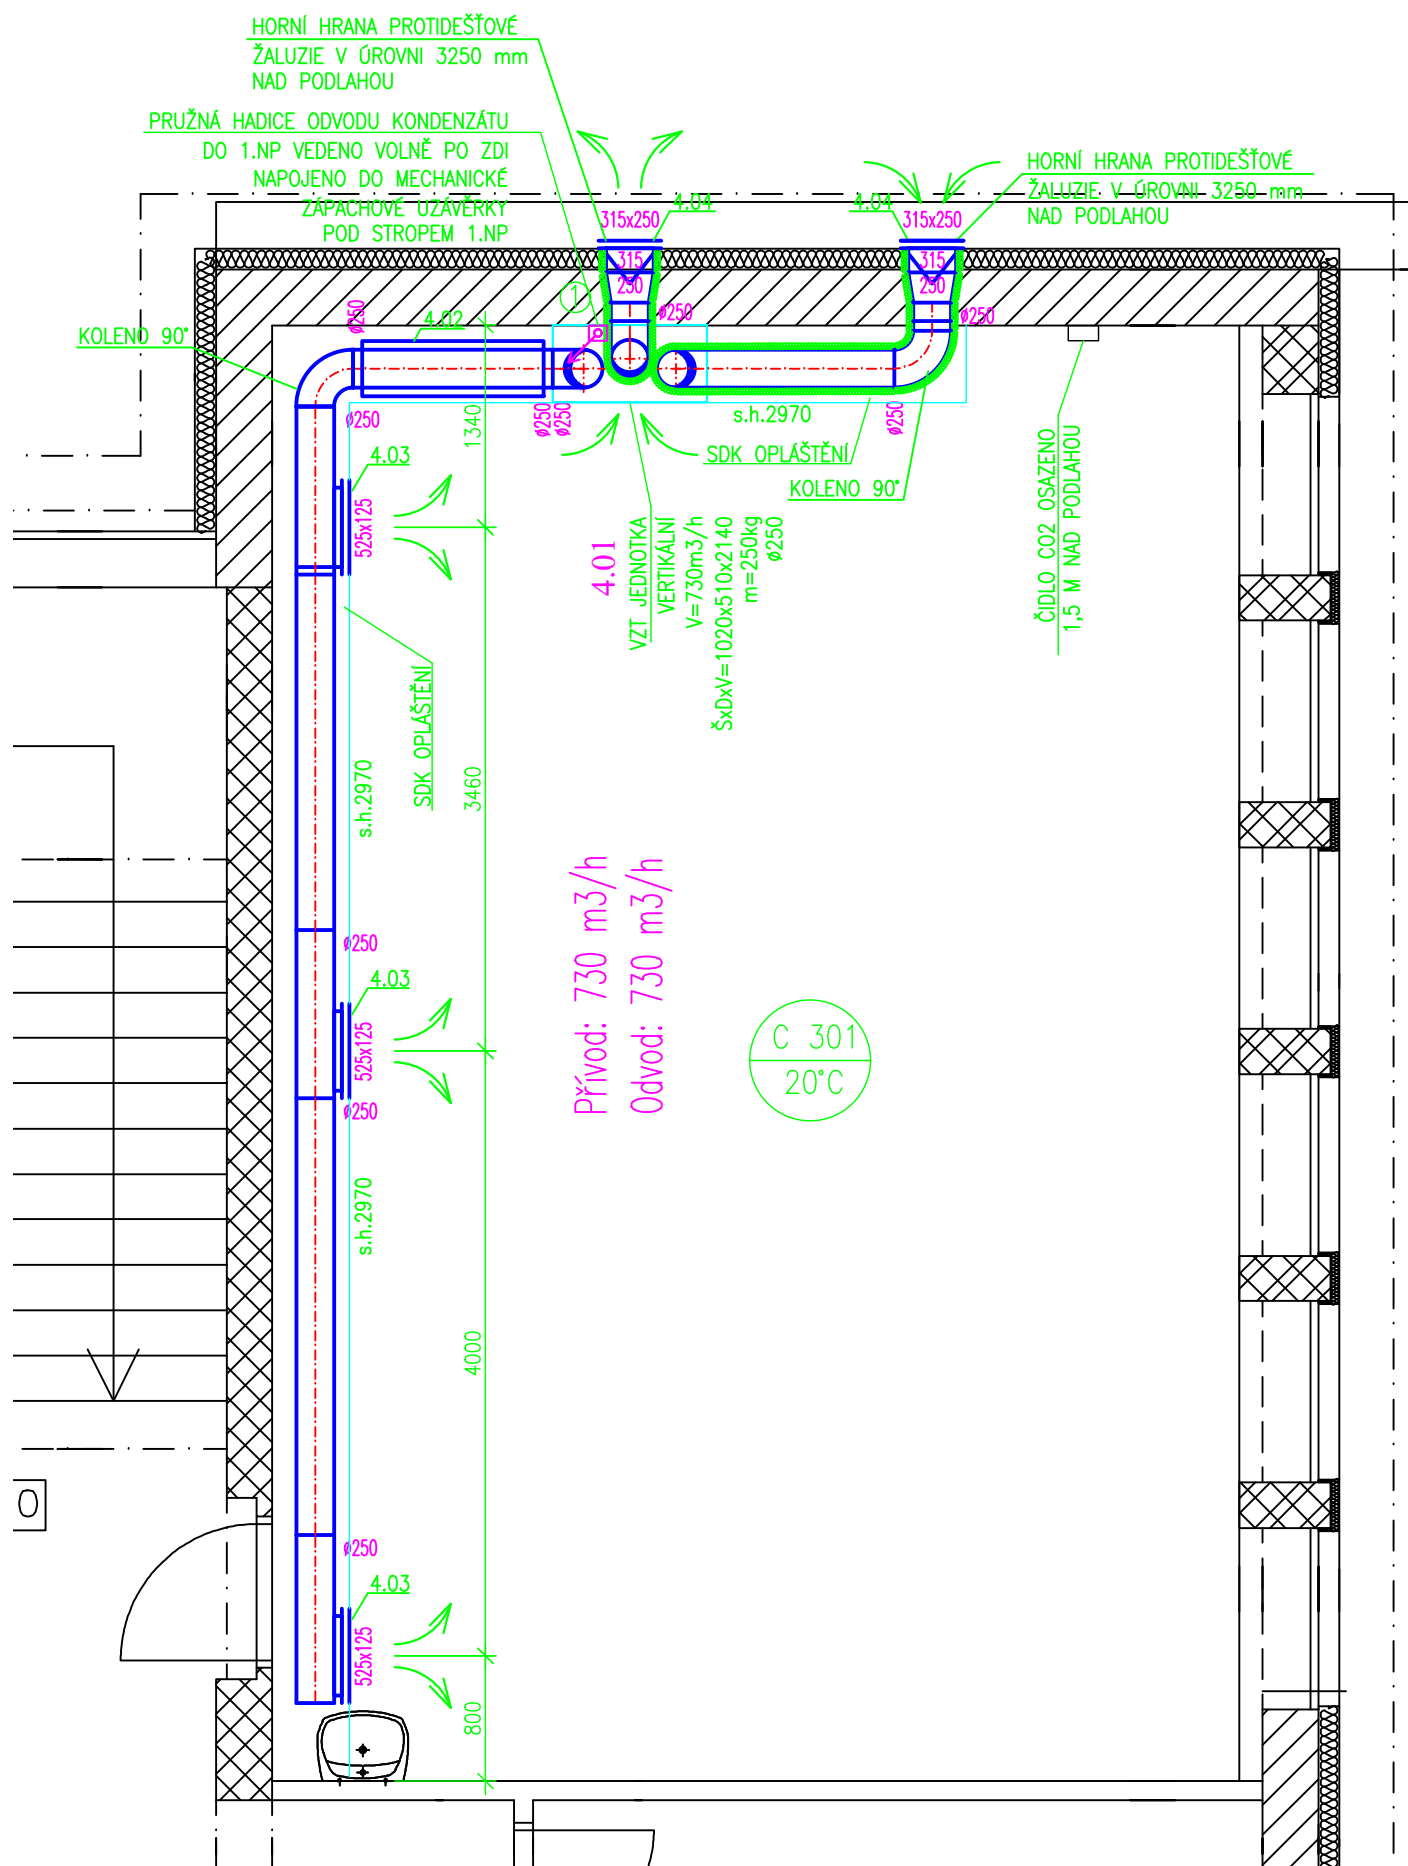 HORNÍ HRANA PROTIDEŠŤOVÉ
ŽALUZIE V ÚROVNI 3250 mm
NAD PODLAHOU
PRUŽNÁ HADICE ODVODU KONDENZÁTU
DO 1.NP VEDENO VOLNĚ PO ZDI
NAPOJENO DO MECHANICKÉ
ZÁPACHOVÉ UZÁVĚRKY
POD STROPEM 1.NP
HORNÍ HRANA PROTIDEŠŤOVÉ
ŽALUZIE V ÚROVNI 3250 mm
NAD PODLAHOU
4.04
315x250
4.04
315x250
315
250
315
250
1
ø250
ø250
ø250
4.02
KOLENO 90°
ø250
1340
ø250
ø250
s.h.2970
ø250
SDK OPLÁŠTĚNÍ
KOLENO 90°
4.03
525x125
4.01
VZT JEDNOTKA
VERTIKÁLNÍ
V=730m3/h
ŠxDxV=1020x510x2140
m=250kg
ø250
ČIDLO CO2 OSAZENO
1,5 M NAD PODLAHOU
SDK OPLÁŠTĚNÍ
s.h.2970
3460
Přívod: 730 m3/h
Odvod: 730 m3/h
ø250
4.03
525x125
ø250
C 301
20°C
s.h.2970
4000
ø250
4.03
525x125
800